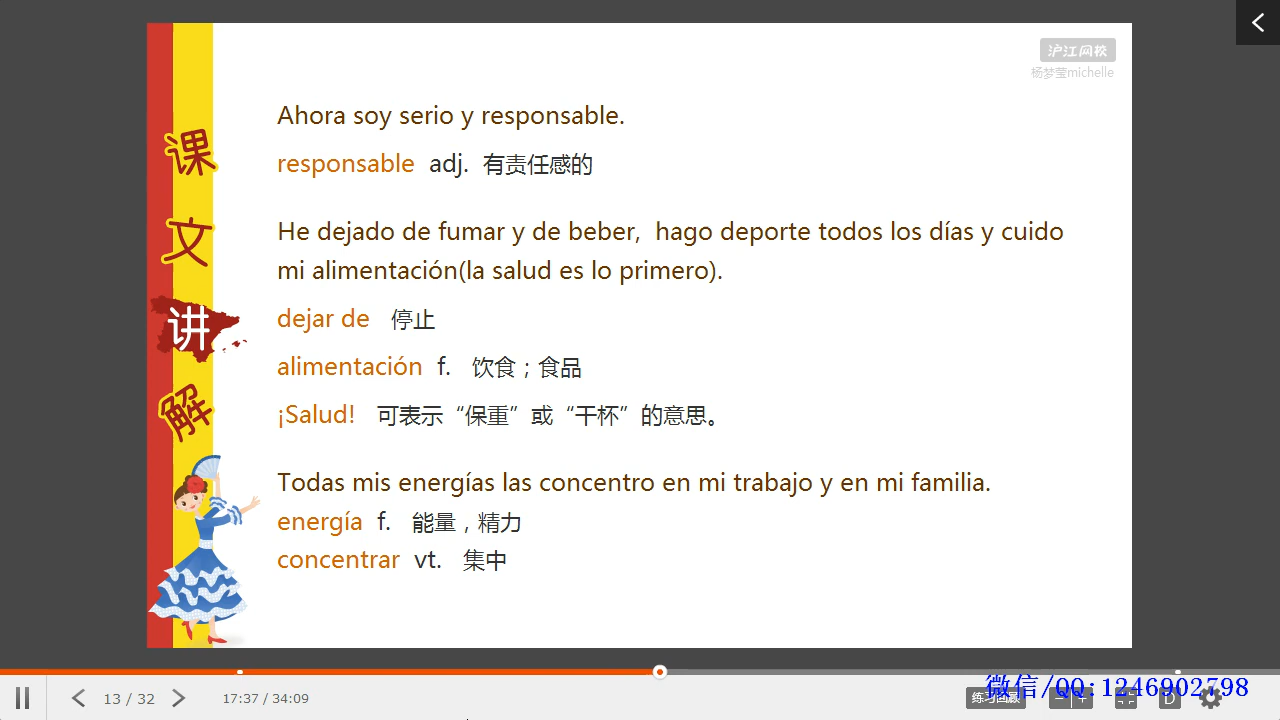 沪江网校
杨梦莹michelle
课文讲解
Ahora soy serio y responsable.
responsable adj. 有责任感的
He dejado de fumar y de beber, hago deporte todos los días y cuido
mi alimentación(la salud es lo primero).
dejar de 停止
alimentación f. 饮食；食品
¡Salud! 可表示“保重”或“干杯”的意思。
Todas mis energías las concentro en mi trabajo y en mi familia.
energía f. 能量，精力
concentrar vt. 集中
13 / 32 17:37 / 34:09
微信/QQ:1246902798
D